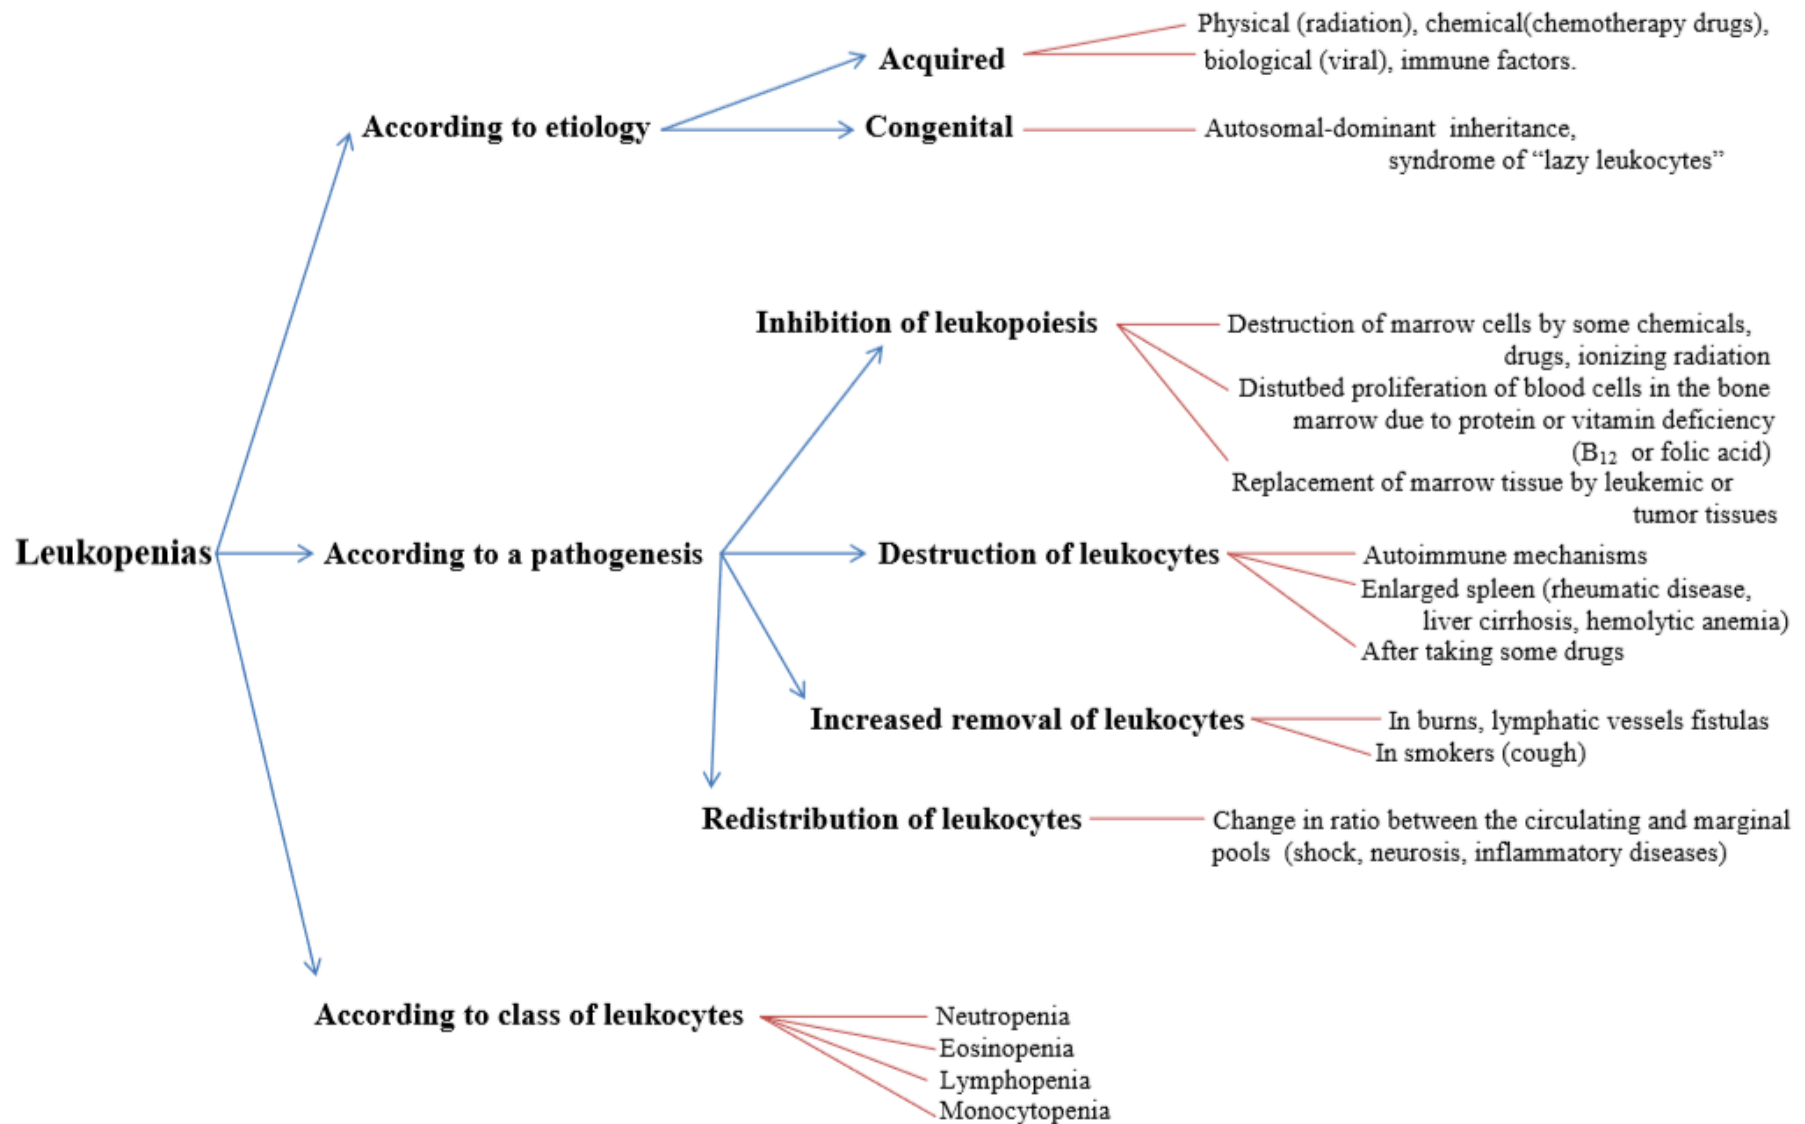 Physical (radiation), chemical(chemotherapy drugs),
Acquired
biological (viral), immune factors.
According to etiology
Congenital
Autosomal-dominant inheritance,
syndrome of “lazy leukocytes”
Inhibition of leukopoiesis
Destruction of marrow cells by some chemicals,
drugs, ionizing radiation
Distutbed proliferation of blood cells in the bone
marrow due to protein or vitamin deficiency
(B₁₂ or folic acid)
Replacement of marrow tissue by leukemic or
tumor tissues
Leukopenias
According to a pathogenesis
Destruction of leukocytes
Autoimmune mechanisms
Enlarged spleen (rheumatic disease,
liver cirrhosis, hemolytic anemia)
After taking some drugs
Increased removal of leukocytes
In burns, lymphatic vessels fistulas
In smokers (cough)
Redistribution of leukocytes
Change in ratio between the circulating and marginal
pools (shock, neurosis, inflammatory diseases)
According to class of leukocytes
Neutropenia
Eosinopenia
Lymphopenia
Monocytopenia